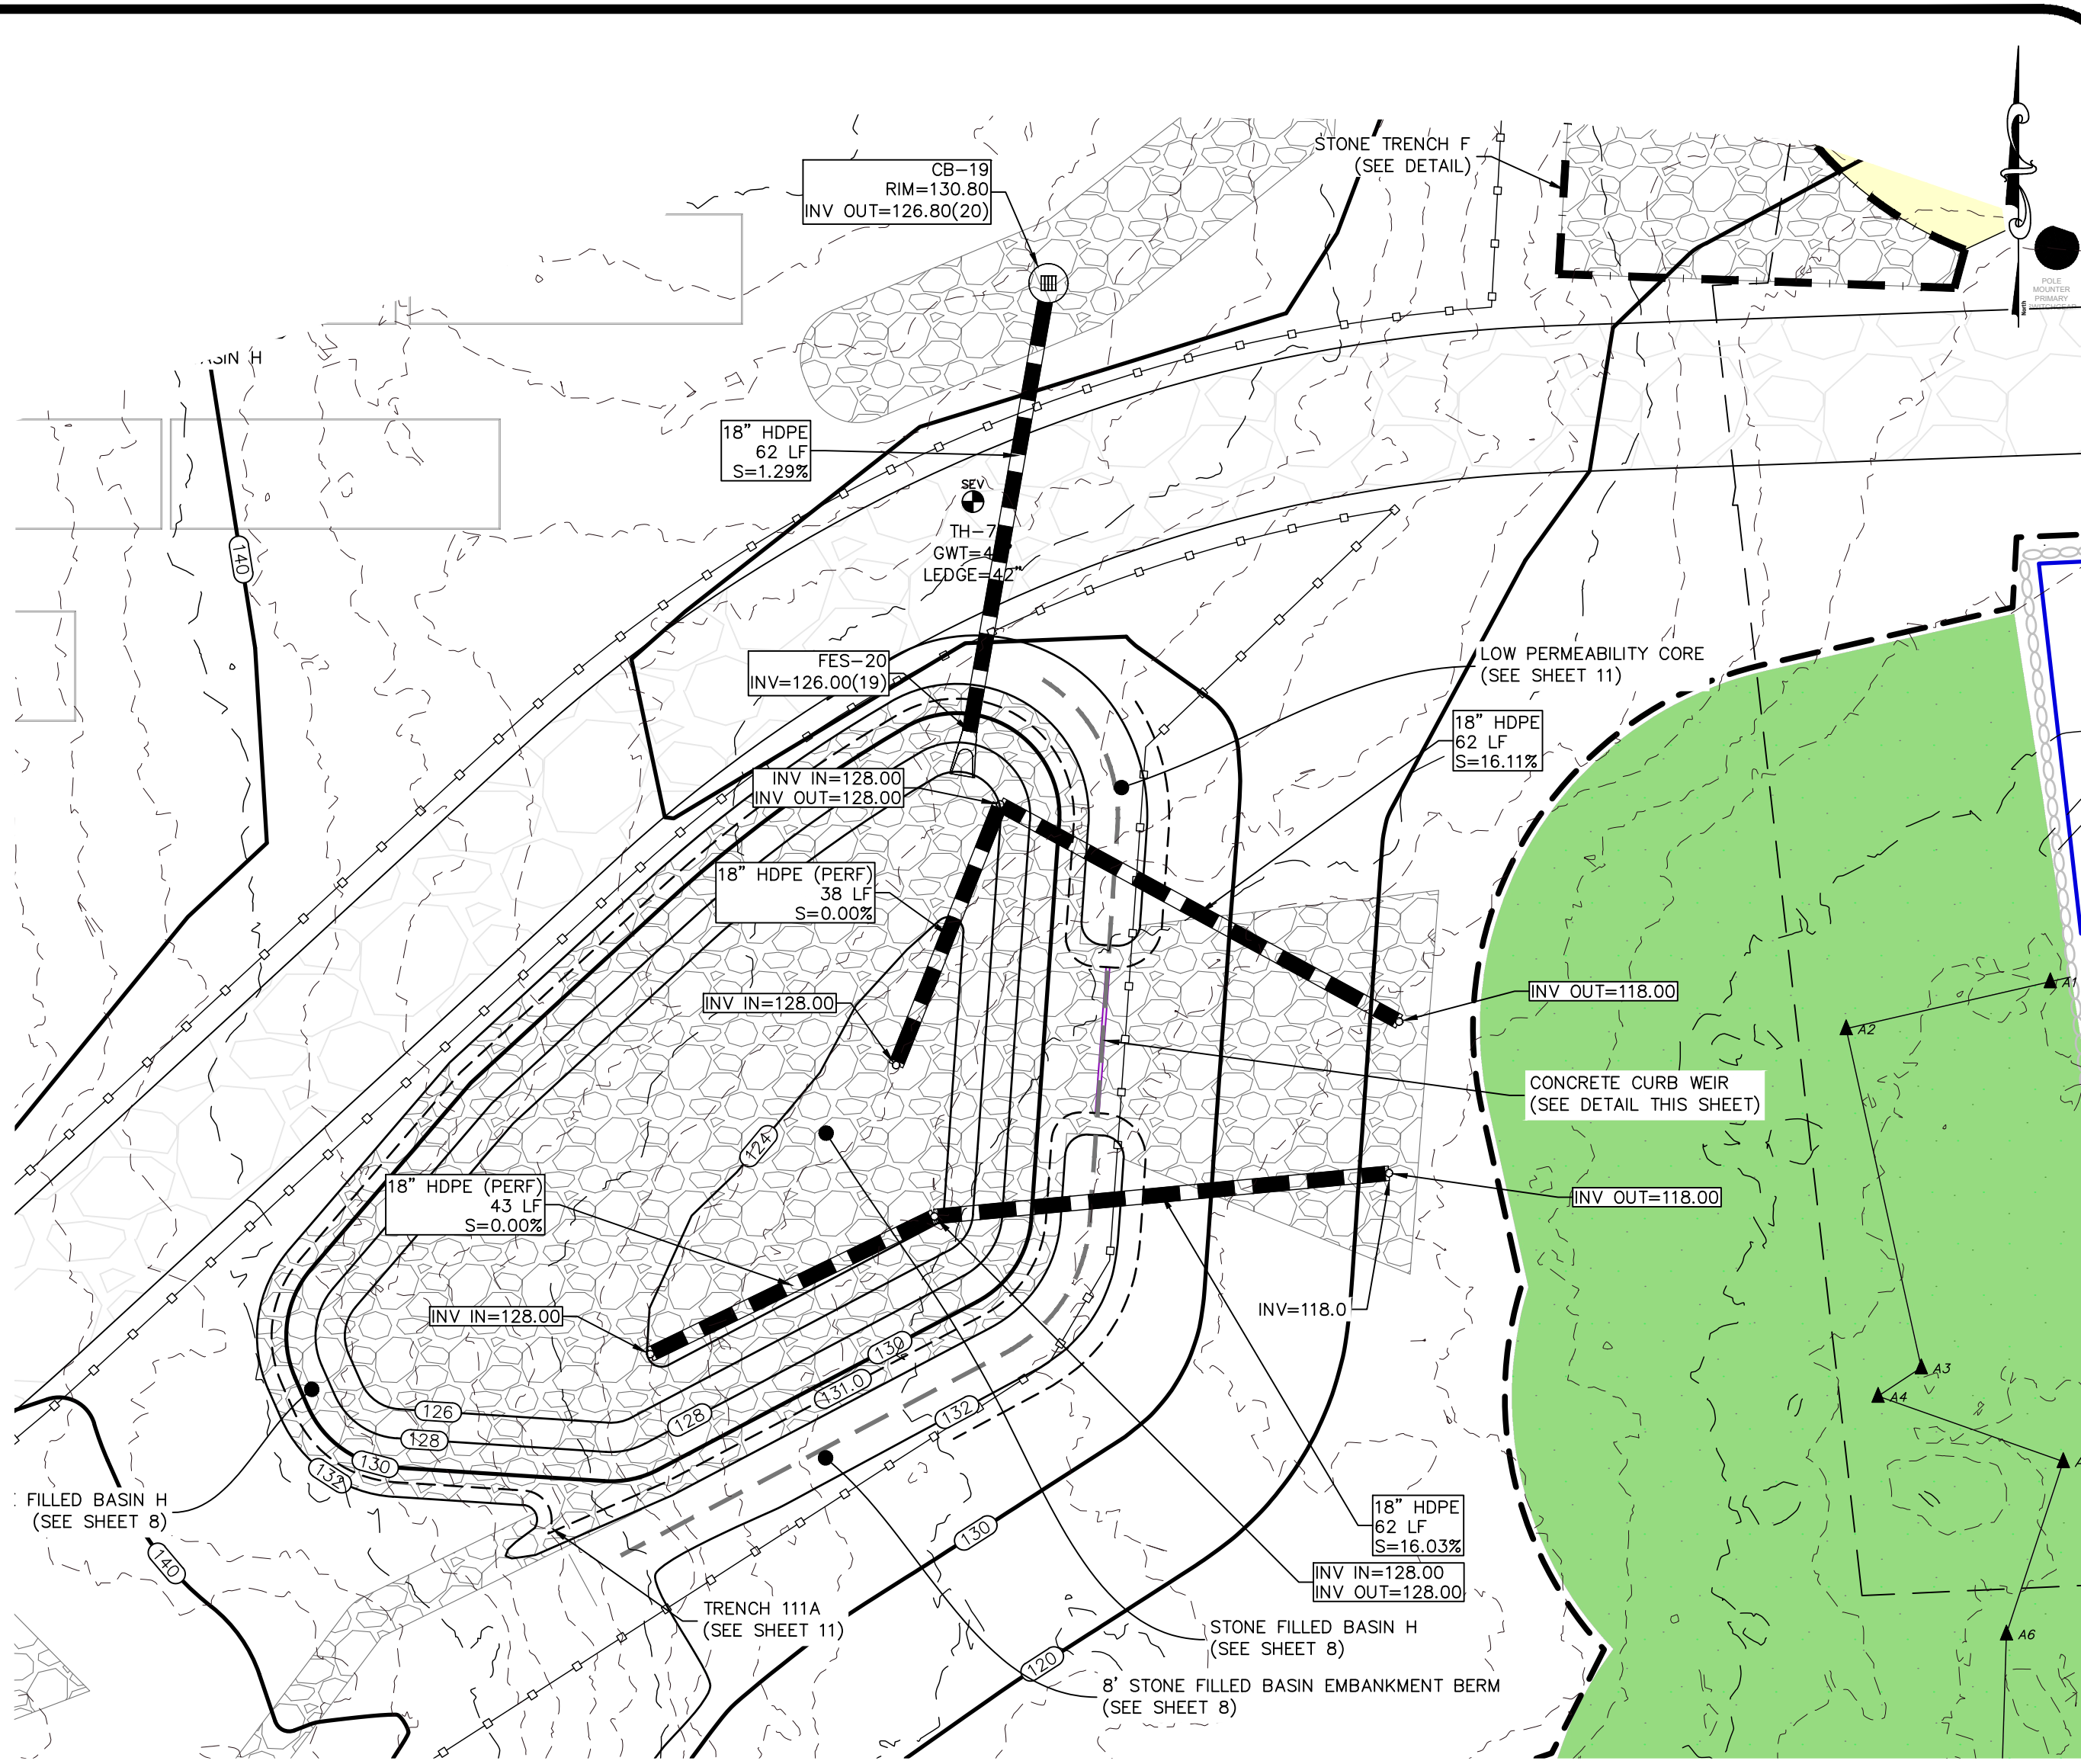 CB-19
RIM=130.80
INV OUT=126.80(20)
STONE TRENCH F
(SEE DETAIL)
POLE
MOUNTER
PRIMARY
North
18" HDPE
62 LF
S=1.29%
SEV
TH-7
LEDGE=42"
140
FES-20
INV=126.00(19)
LOW PERMEABILITY CORE
(SEE SHEET 11)
18" HDPE
62 LF
S=16.11%
INV IN=128.00
INV OUT=128.00
18" HDPE (PERF)
38 LF
S=0.00%
INV IN=128.00
INV OUT=118.00
A1
A2
CONCRETE CURB WEIR
(SEE DETAIL THIS SHEET)
124
18" HDPE (PERF)
43 LF
S=0.00%
INV OUT=118.00
INV IN=128.00
INV=118.0
130
131.0
A3
A4
126
128
128
132
130
132
FILLED BASIN H
(SEE SHEET 8)
140
130
18" HDPE
62 LF
S=16.03%
INV IN=128.00
INV OUT=128.00
TRENCH 111A
(SEE SHEET 11)
STONE FILLED BASIN H
(SEE SHEET 8)
A6
120
8' STONE FILLED BASIN EMBANKMENT BERM
(SEE SHEET 8)